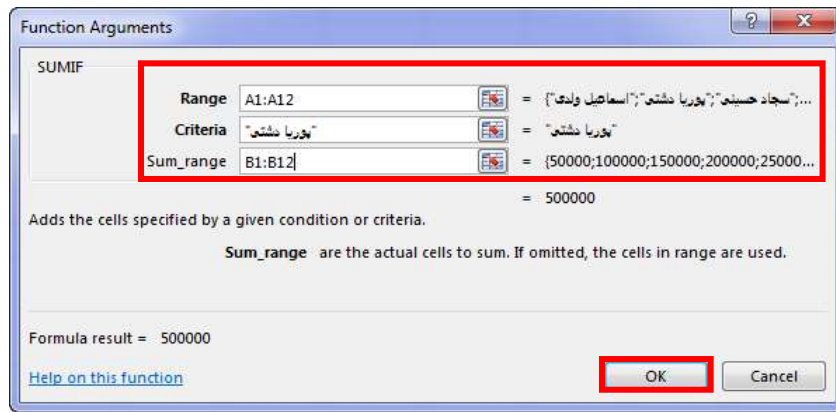 Function Arguments
SUMIF
Range A1:A12 = {"سجاد حسینی";"پوریا دشتی";"اسماعیل ولدی";...
Criteria "پوریا دشتی" = "پوریا دشتی"
Sum_range B1:B12 = {50000;100000;150000;200000;25000...
= 500000
Adds the cells specified by a given condition or criteria.
Sum_range are the actual cells to sum. If omitted, the cells in range are used.
Formula result = 500000
Help on this function
OK
Cancel